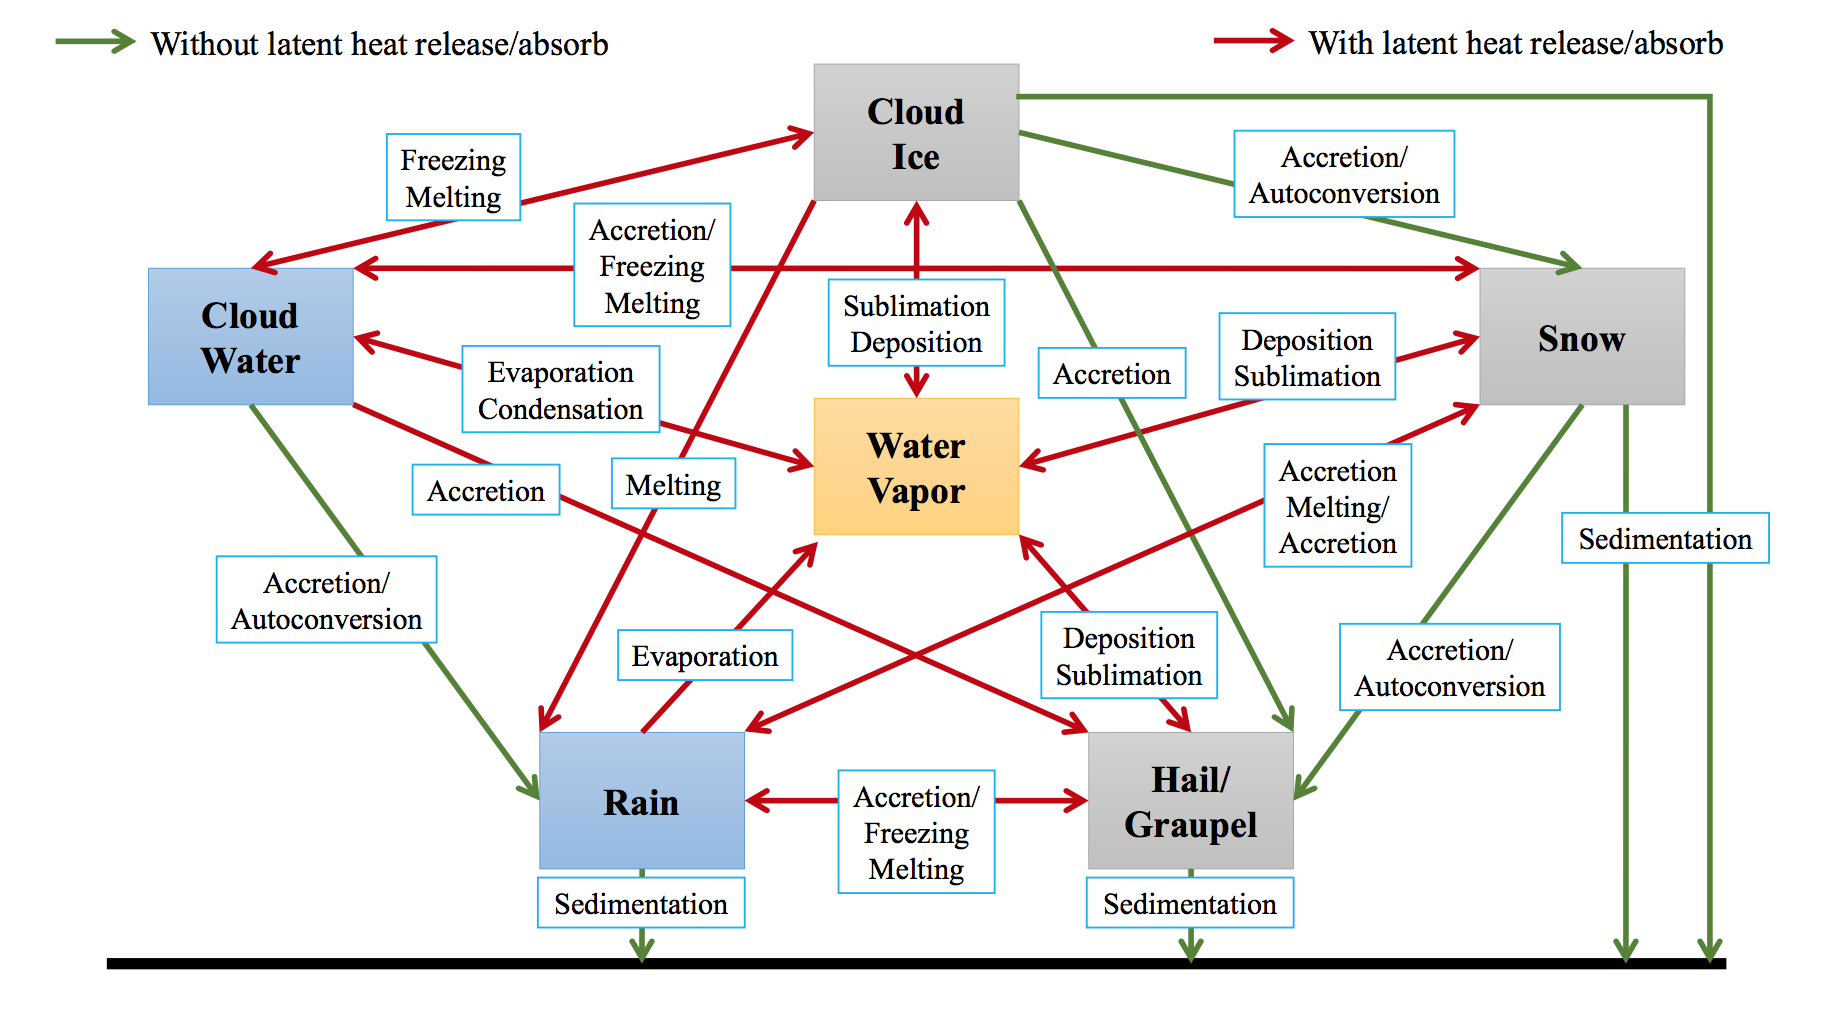 Without latent heat release/absorb
With latent heat release/absorb
Cloud
Ice
Freezing
Melting
Accretion/
Autoconversion
Accretion/
Freezing
Melting
Cloud
Water
Sublimation
Deposition
Snow
Evaporation
Condensation
Accretion
Deposition
Sublimation
Water
Vapor
Accretion
Melting
Accretion
Melting/
Accretion
Sedimentation
Accretion/
Autoconversion
Evaporation
Deposition
Sublimation
Accretion/
Autoconversion
Rain
Accretion/
Freezing
Melting
Hail/
Graupel
Sedimentation
Sedimentation